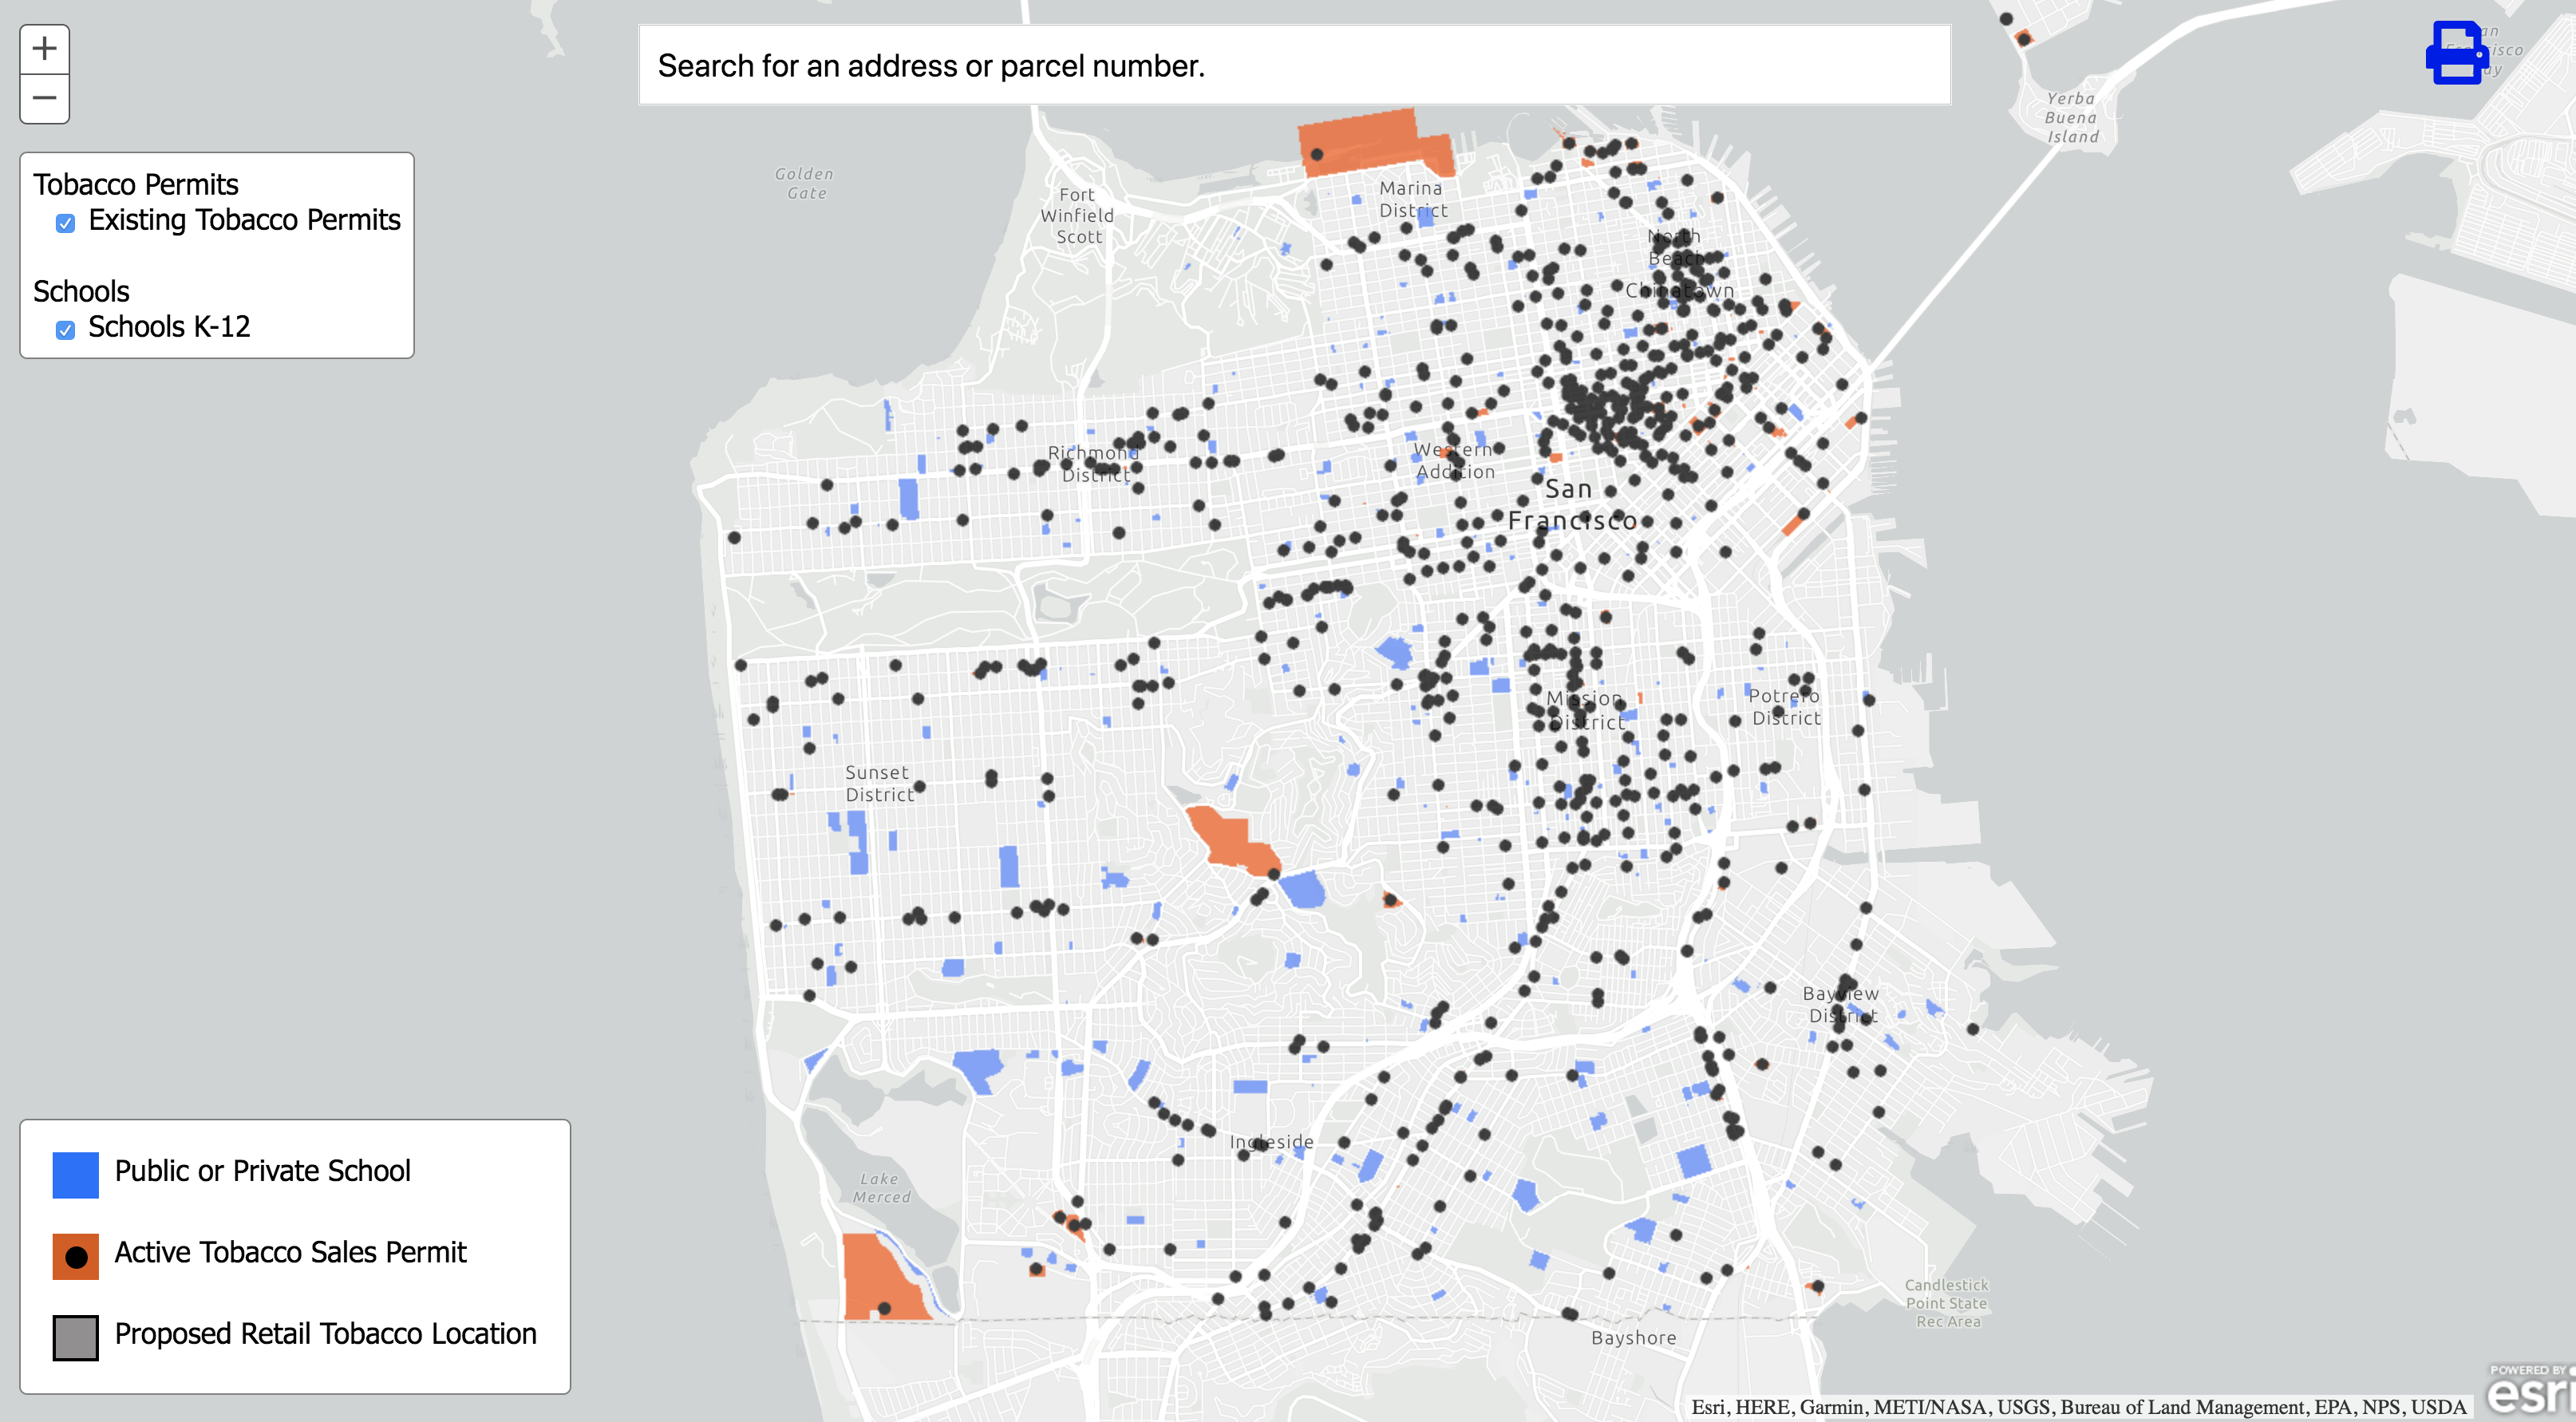 +
Search for an address or parcel number.
−
Tobacco Permits
Existing Tobacco Permits
Schools
Schools K-12
Golden
Gate
Fort
Winfield
Scott
Marina
District
Yerba
Buena
Island
North
Beach
Chinatown
Richmond
District
Western
Addition
San
Francisco
Mission
District
Potrero
District
Sunset
District
Bayview
District
Ingleside
Lake
Merced
Candlestick
Point State
Rec Area
Bayshore
Public or Private School
Active Tobacco Sales Permit
Proposed Retail Tobacco Location
POWERED BY
esri
Esri, HERE, Garmin, METI/NASA, USGS, Bureau of Land Management, EPA, NPS, USDA